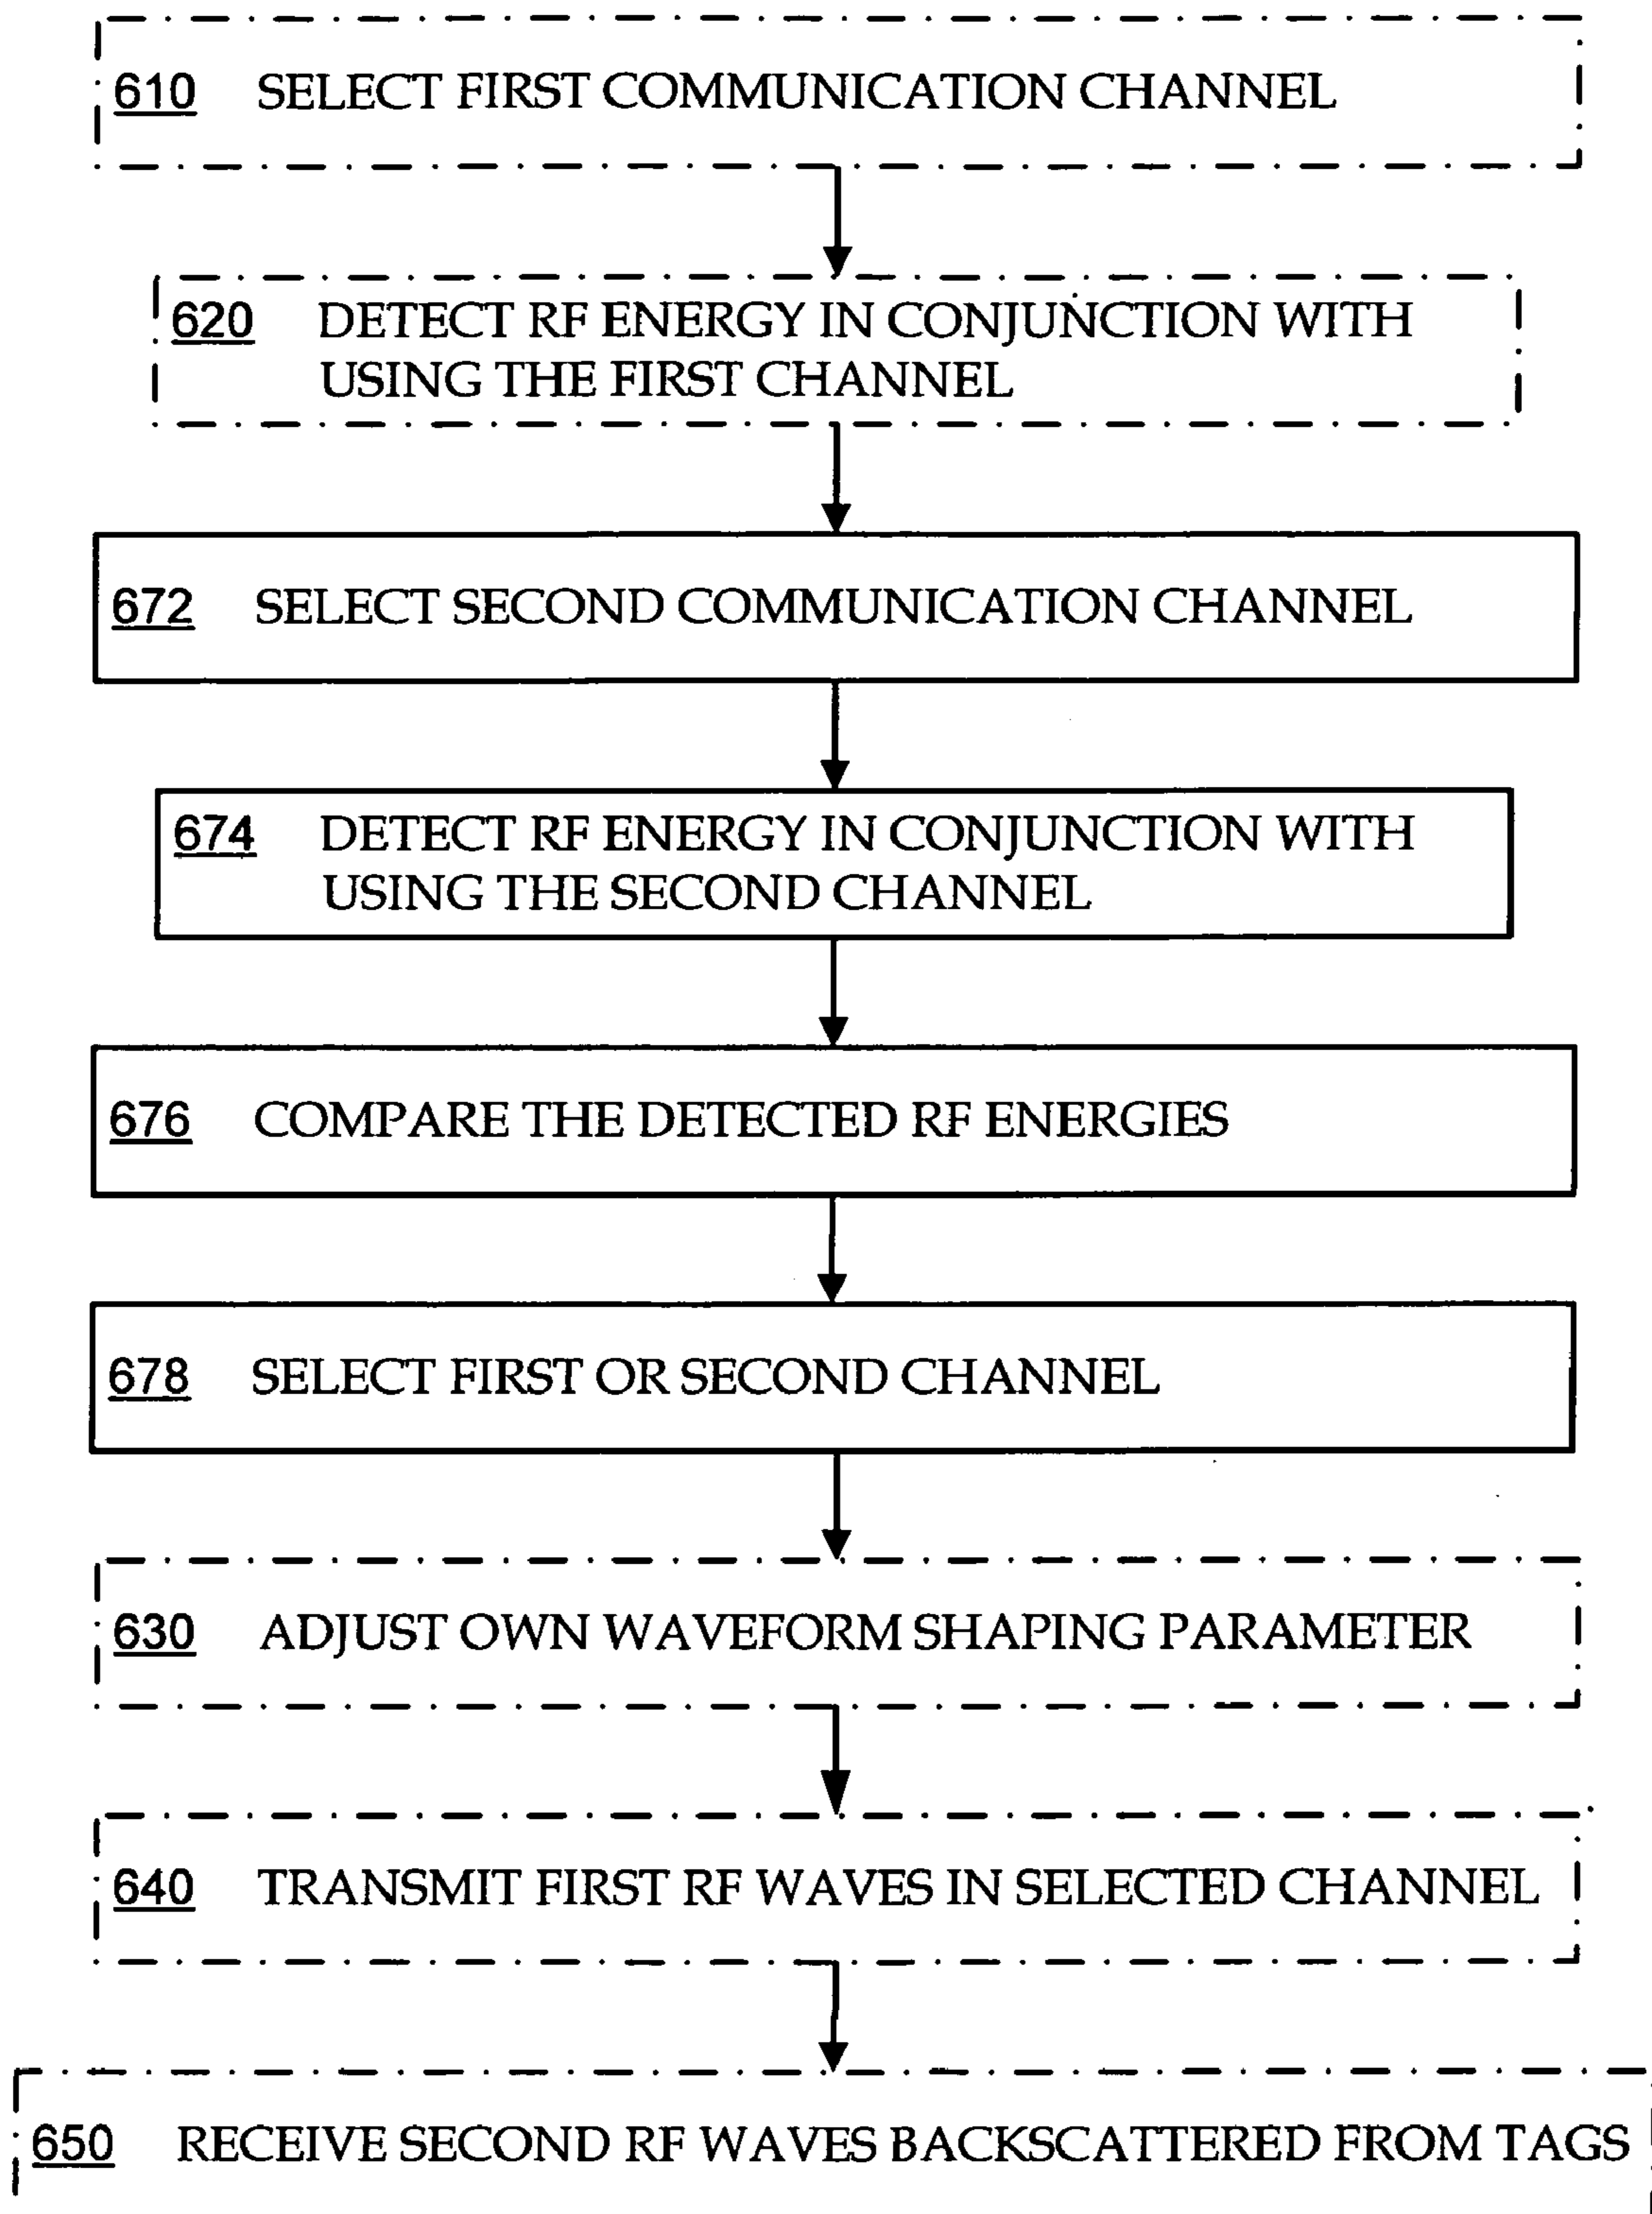 610 SELECT FIRST COMMUNICATION CHANNEL
620 DETECT RF ENERGY IN CONJUNCTION WITH
USING THE FIRST CHANNEL
672 SELECT SECOND COMMUNICATION CHANNEL
674 DETECT RF ENERGY IN CONJUNCTION WITH
USING THE SECOND CHANNEL
676 COMPARE THE DETECTED RF ENERGIES
678 SELECT FIRST OR SECOND CHANNEL
630 ADJUST OWN WAVEFORM SHAPING PARAMETER
640 TRANSMIT FIRST RF WAVES IN SELECTED CHANNEL
650 RECEIVE SECOND RF WAVES BACKSCATTERED FROM TAGS